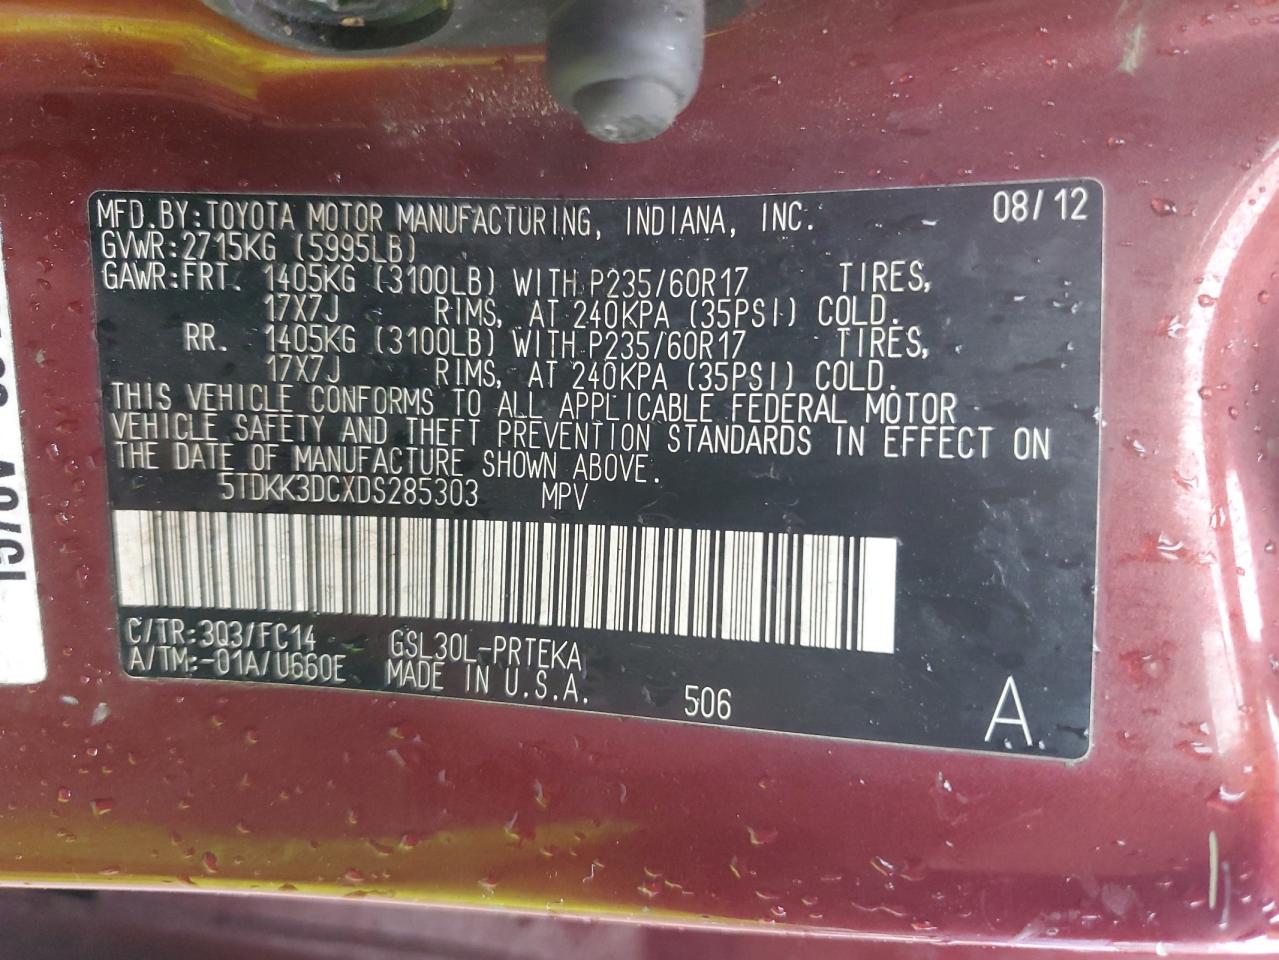 MFD.BY:TOYOTA MOTOR MANUFACTURING, INDIANA, INC. 08/12
GVWR:2715KG (5995LB)
GAWR:FRT. 1405KG (3100LB) WITH P235/60R17 TIRES,
17X7J RIMS, AT 240KPA (35PSI) COLD.
RR. 1405KG (3100LB) WITH P235/60R17 TIRES,
17X7J RIMS, AT 240KPA (35PSI) COLD.
THIS VEHICLE CONFORMS TO ALL APPLICABLE FEDERAL MOTOR
VEHICLE SAFETY AND THEFT PREVENTION STANDARDS IN EFFECT ON
THE DATE OF MANUFACTURE SHOWN ABOVE.
5TDKK3DCXDS285303 MPV
C/TR:3Q3/FC14 GSL30L-PRTEKA
A/TM:-01A/U660E MADE IN U.S.A. 506 A